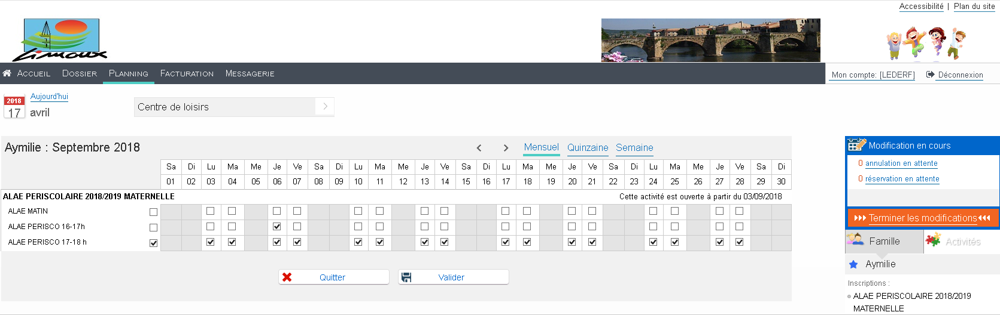 Accessibilité | Plan du site
Limoux
Accueil Dossier Planning Facturation Messagerie
Mon compte: [LEDERF] Déconnexion
2018
17
Aujourd'hui
avril
Centre de loisirs
Aymilie : Septembre 2018
Mensuel Quinzaine Semaine
Sa Di Lu Ma Me Je Ve Sa Di Lu Ma Me Je Ve Sa Di Lu Ma Me Je Ve Sa Di Lu Ma Me Je Ve Sa Di
01 02 03 04 05 06 07 08 09 10 11 12 13 14 15 16 17 18 19 20 21 22 23 24 25 26 27 28 29 30
ALAE PERISCOLAIRE 2018/2019 MATERNELLE Cette activité est ouverte à partir du 03/09/2018
ALAE MATIN
ALAE PERISCO 16-17h
ALAE PERISCO 17-18 h
Quitter Valider
Modification en cours
0 annulation en attente
0 réservation en attente
Terminer les modifications
Famille Activités
Aymilie
Inscriptions :
ALAE PERISCOLAIRE 2018/2019
MATERNELLE